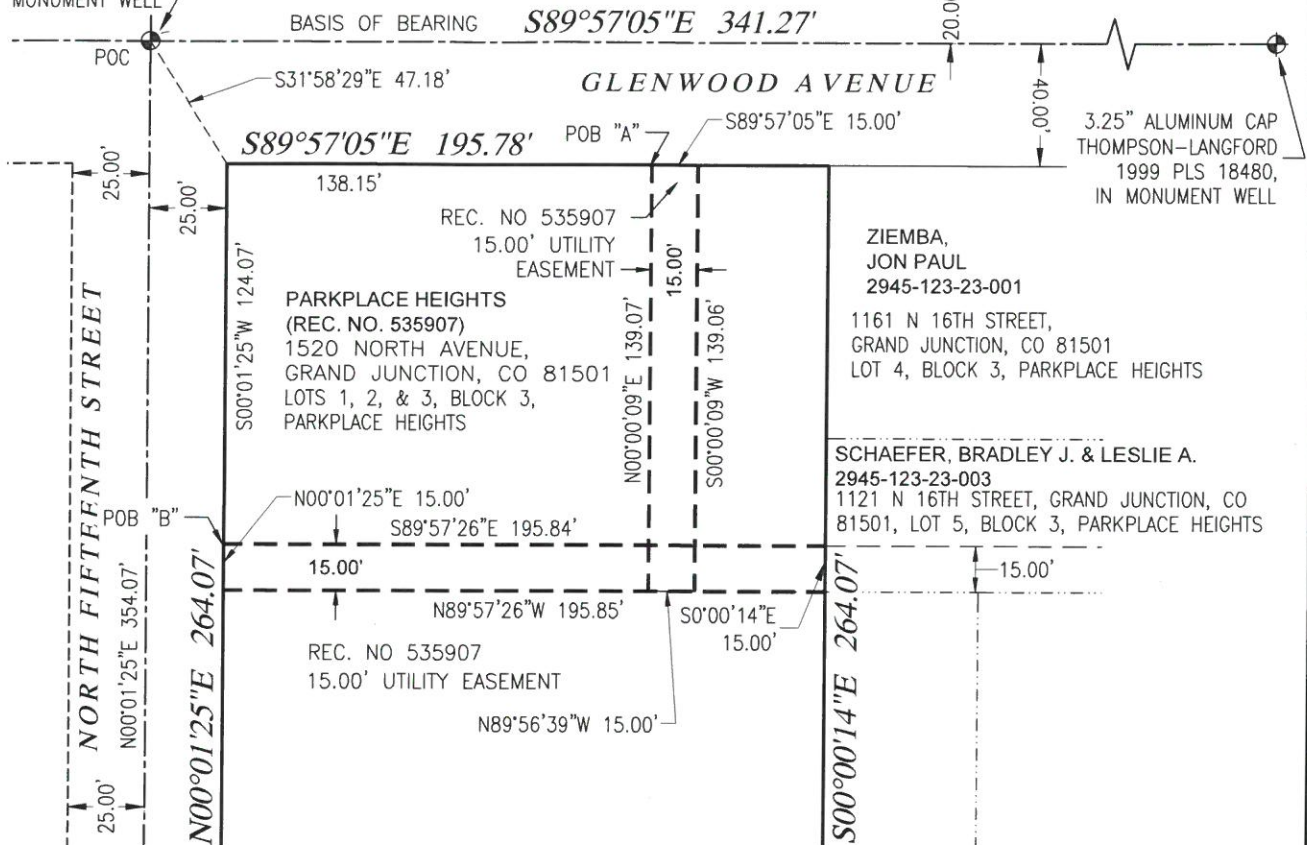 MONUMENT WELL
BASIS OF BEARING S89°57'05"E 341.27'
20.00'
POC
S31°58'29"E 47.18'
GLENWOOD AVENUE
40.00'
3.25" ALUMINUM CAP
THOMPSON-LANGFORD
1999 PLS 18480,
IN MONUMENT WELL
S89°57'05"E 195.78'
POB "A"
S89°57'05"E 15.00'
25.00'
25.00'
138.15'
REC. NO 535907
15.00' UTILITY
EASEMENT
15.00'
ZIEMBA,
JON PAUL
2945-123-23-001
1161 N 16TH STREET,
GRAND JUNCTION, CO 81501
LOT 4, BLOCK 3, PARKPLACE HEIGHTS
S00°01'25"W 124.07'
PARKPLACE HEIGHTS
(REC. NO. 535907)
1520 NORTH AVENUE,
GRAND JUNCTION, CO 81501
LOTS 1, 2, & 3, BLOCK 3,
PARKPLACE HEIGHTS
N00°00'09"E 139.07'
S00°00'09"W 139.06'
SCHAEFER, BRADLEY J. & LESLIE A.
2945-123-23-003
1121 N 16TH STREET, GRAND JUNCTION, CO
81501, LOT 5, BLOCK 3, PARKPLACE HEIGHTS
NORTH FIFTEENTH STREET
N00°01'25"E 354.07'
POB "B"
N00°01'25"E 15.00'
S89°57'26"E 195.84'
15.00'
15.00'
N89°57'26"W 195.85'
S0°00'14"E
15.00'
REC. NO 535907
15.00' UTILITY EASEMENT
N89°56'39"W 15.00'
N00°01'25"E 264.07'
S00°00'14"E 264.07'
25.00'